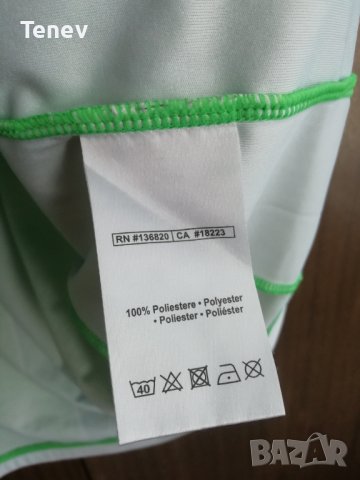 Tenev
RN #136820 CA #18223
100% Poliestere • Polyester
• Poliester • Poliéster
40
BAZAR